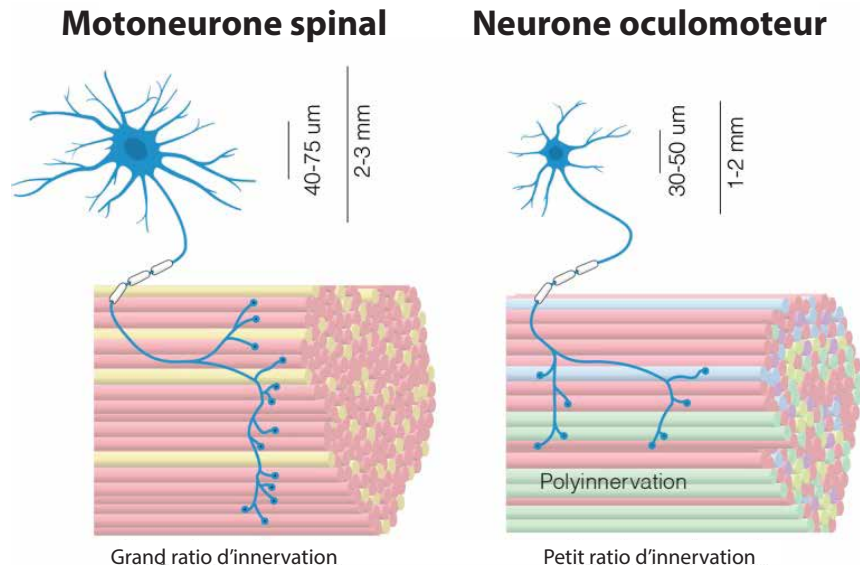 Motoneurone spinal
Neurone oculomoteur
40-75 um
2-3 mm
30-50 um
1-2 mm
Polyinnervation
Grand ratio d'innervation
Petit ratio d'innervation